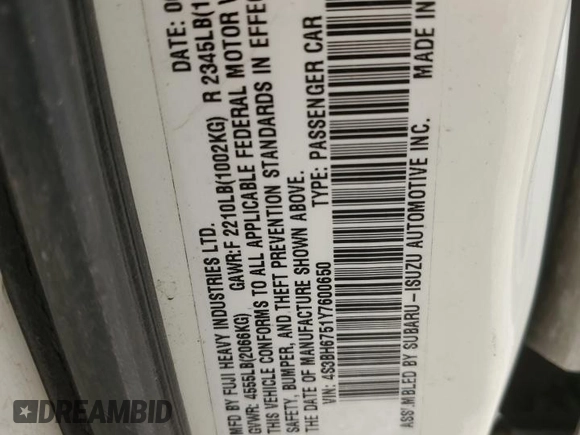 MFD BY FUJI HEAVY INDUSTRIES LTD. DATE: 0
GVWR: 4555LB(2066KG) GAWR:F 2210LB(1002KG) R 2345LB(1
THIS VEHICLE CONFORMS TO ALL APPLICABLE FEDERAL MOTOR V
SAFETY, BUMPER, AND THEFT PREVENTION STANDARDS IN EFFEC
THE DATE OF MANUFACTURE SHOWN ABOVE.
VIN: 4S3BH6751Y7600650 TYPE: PASSENGER CAR
ASSEMBLED BY SUBARU-ISUZU AUTOMOTIVE INC. MADE IN
DREAMBID